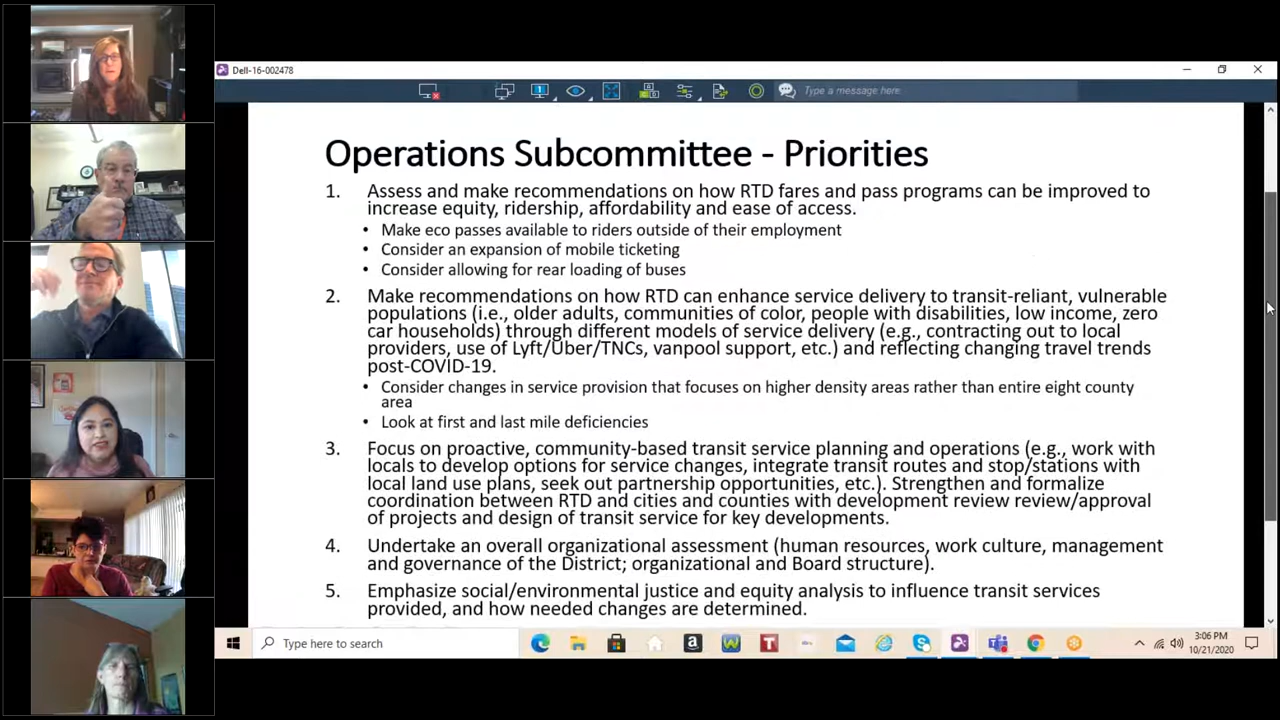 Dell-16-002478
Type a message here
Operations Subcommittee - Priorities
1. Assess and make recommendations on how RTD fares and pass programs can be improved to
increase equity, ridership, affordability and ease of access.
• Make eco passes available to riders outside of their employment
• Consider an expansion of mobile ticketing
• Consider allowing for rear loading of buses
2. Make recommendations on how RTD can enhance service delivery to transit-reliant, vulnerable
populations (i.e., older adults, communities of color, people with disabilities, low income, zero
car households) through different models of service delivery (e.g., contracting out to local
providers, use of Lyft/Uber/TNCs, vanpool support, etc.) and reflecting changing travel trends
post-COVID-19.
• Consider changes in service provision that focuses on higher density areas rather than entire eight county
area
• Look at first and last mile deficiencies
3. Focus on proactive, community-based transit service planning and operations (e.g., work with
locals to develop options for service changes, integrate transit routes and stop/stations with
local land use plans, seek out partnership opportunities, etc.). Strengthen and formalize
coordination between RTD and cities and counties with development review review/approval
of projects and design of transit service for key developments.
4. Undertake an overall organizational assessment (human resources, work culture, management
and governance of the District; organizational and Board structure).
5. Emphasize social/environmental justice and equity analysis to influence transit services
provided, and how needed changes are determined.
Type here to search
3:06 PM
10/21/2020